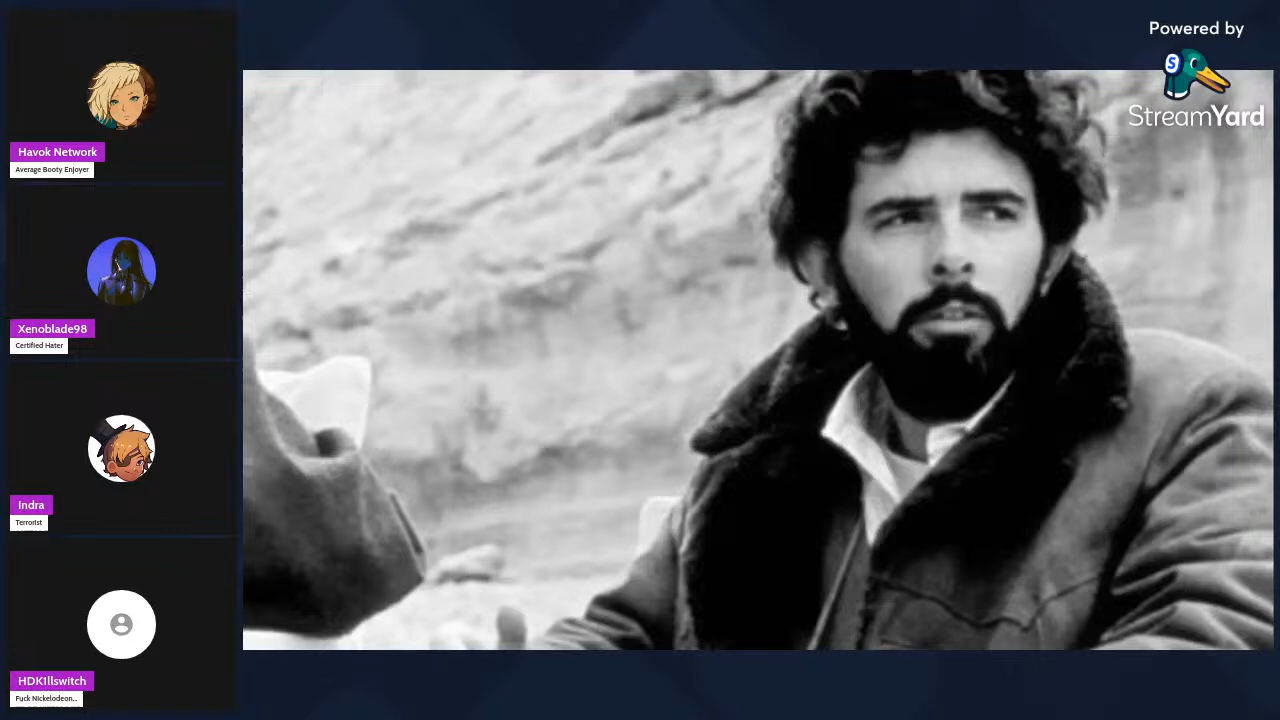 Powered by
S
StreamYard
Havok Network
Average Booty Enjoyer
Xenoblade98
Certified Hater
Indra
Terrorist
HDK1llswitch
Fuck Nickelodeon...